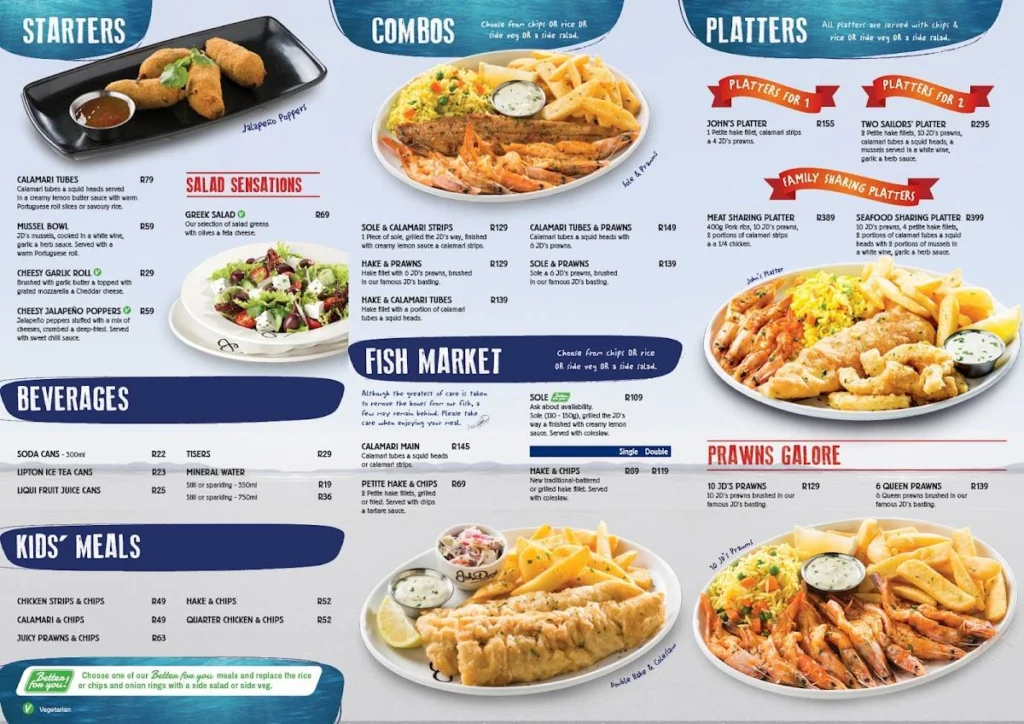 STARTERS
Jalapeño Poppers
CALAMARI TUBES R79
Calamari tubes & squid heads served
in a creamy lemon butter sauce with warm
Portuguese roll slices or savoury rice.
MUSSEL BOWL R59
JD's mussels, cooked in a white wine,
garlic & herb sauce. Served with a
warm Portuguese roll.
CHEESY GARLIC ROLL V R29
Brushed with garlic butter & topped with
grated mozzarella & Cheddar cheese.
CHEESY JALAPEÑO POPPERS V R59
Jalapeño peppers stuffed with a mix of
cheeses, crumbed & deep-fried. Served
with sweet chilli sauce.
SALAD SENSATIONS
GREEK SALAD V R69
Our selection of salad greens
with olives & feta cheese.
BEVERAGES
SODA CANS - 300ml R22
LIPTON ICE TEA CANS R23
LIQUI FRUIT JUICE CANS R25
TISERS R29
MINERAL WATER
Still or sparkling - 350ml R19
Still or sparkling - 750ml R36
KIDS' MEALS
CHICKEN STRIPS & CHIPS R49
CALAMARI & CHIPS R49
JUICY PRAWNS & CHIPS R63
HAKE & CHIPS R52
QUARTER CHICKEN & CHIPS R52
Better for you!
Choose one of our Better for you meals and replace the rice
or chips and onion rings with a side salad or side veg.
V Vegetarian
COMBOS
Choose from chips OR rice OR
side veg OR a side salad.
Sole & Prawns
SOLE & CALAMARI STRIPS R129
1 Piece of sole, grilled the JD's way, finished
with creamy lemon sauce & calamari strips.
HAKE & PRAWNS R129
Hake fillet with 6 JD's prawns, brushed
in our famous JD's basting.
HAKE & CALAMARI TUBES R139
Hake fillet with a portion of calamari
tubes & squid heads.
CALAMARI TUBES & PRAWNS R149
Calamari tubes & squid heads with
6 JD's prawns.
SOLE & PRAWNS R139
Sole & 6 JD's prawns, brushed
in our famous JD's basting.
FISH MARKET
Choose from chips OR rice
OR side veg OR a side salad.
Although the greatest of care is taken
to remove the bones from our fish, a
few may remain behind. Please take
care when enjoying your meal.
CALAMARI MAIN R145
Calamari tubes & squid heads
or calamari strips.
PETITE HAKE & CHIPS R69
2 Petite hake fillets, grilled
or fried. Served with chips
& tartare sauce.
SOLE Better for you! R109
Ask about availability.
Sole (110 - 150g), grilled the JD's
way & finished with creamy lemon
sauce. Served with coleslaw.
Single Double
HAKE & CHIPS R89 R119
New traditional-battered
or grilled hake fillet. Served
with coleslaw.
Double Hake & Coleslaw
PLATTERS
All platters are served with chips &
rice OR side veg OR a side salad.
PLATTERS FOR 1
JOHN'S PLATTER R155
1 Petite hake fillet, calamari strips
& 4 JD's prawns.
PLATTERS FOR 2
TWO SAILORS' PLATTER R295
2 Petite hake fillets, 10 JD's prawns,
calamari tubes & squid heads, &
mussels served in a white wine,
garlic & herb sauce.
FAMILY SHARING PLATTERS
MEAT SHARING PLATTER R389
400g Pork ribs, 10 JD's prawns,
2 portions of calamari strips
& a 1/4 chicken.
SEAFOOD SHARING PLATTER R399
10 JD's prawns, 4 petite hake fillets,
2 portions of calamari tubes & squid
heads with 2 portions of mussels in
a white wine, garlic & herb sauce.
John's Platter
PRAWNS GALORE
10 JD'S PRAWNS R129
10 JD's prawns brushed in our
famous JD's basting.
6 QUEEN PRAWNS R139
6 Queen prawns brushed in our
famous JD's basting.
10 JD's Prawns